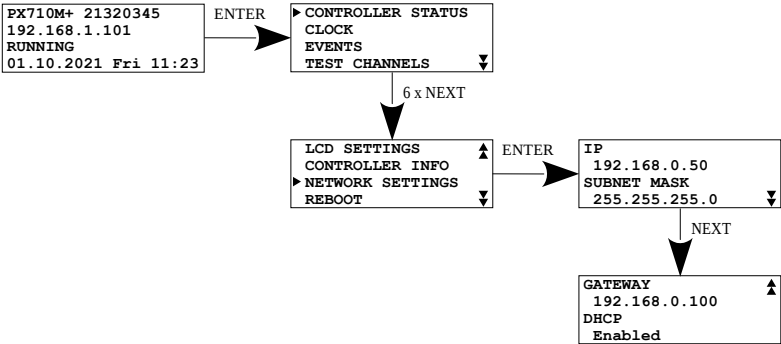 PX710M+ 21320345
192.168.1.101
RUNNING
01.10.2021 Fri 11:23
ENTER
CONTROLLER STATUS
CLOCK
EVENTS
TEST CHANNELS
6 x NEXT
LCD SETTINGS
CONTROLLER INFO
NETWORK SETTINGS
REBOOT
ENTER
IP
192.168.0.50
SUBNET MASK
255.255.255.0
NEXT
GATEWAY
192.168.0.100
DHCP
Enabled